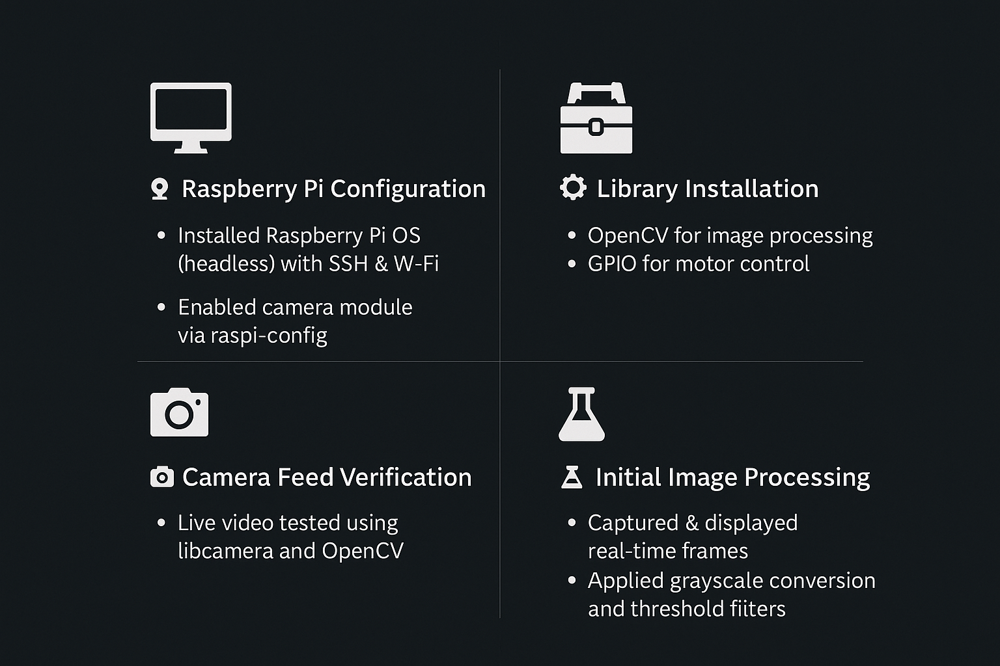 Raspberry Pi Configuration
• Installed Raspberry Pi OS
(headless) with SSH & W-Fi
• Enabled camera module
via raspi-config
Library Installation
• OpenCV for image processing
• GPIO for motor control
Camera Feed Verification
• Live video tested using
libcamera and OpenCV
Initial Image Processing
• Captured & displayed
real-time frames
• Applied grayscale conversion
and threshold fiiters